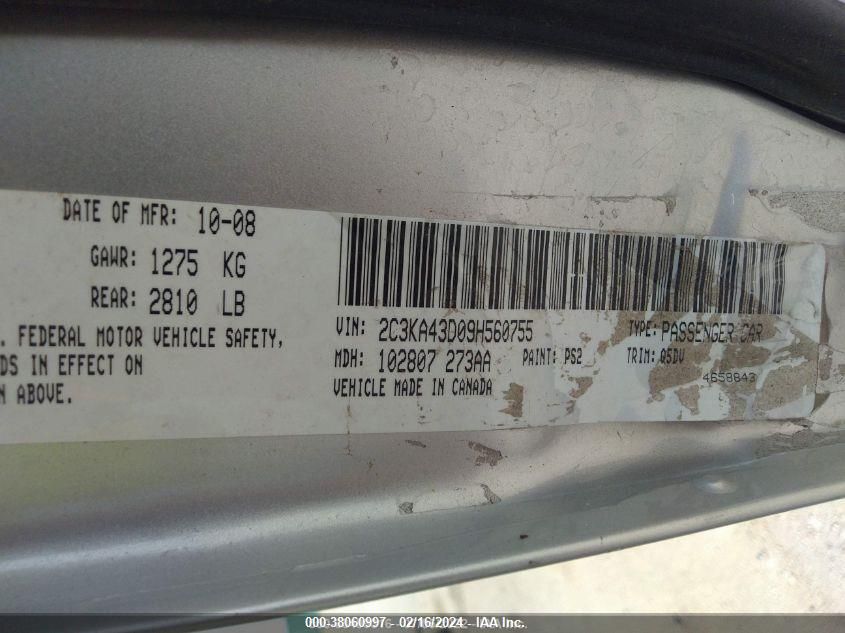 DATE OF MFR: 10-08
GAWR: 1275 KG
REAR: 2810 LB
. FEDERAL MOTOR VEHICLE SAFETY,
DS IN EFFECT ON
N ABOVE.
VIN: 2C3KA43D09H560755 TYPE: PASSENGER CAR
MDH: 102807 273AA PAINT: PS2 TRIM: Q5DV
VEHICLE MADE IN CANADA 4658843
000-38060997 - 02/16/2024 - IAA Inc.